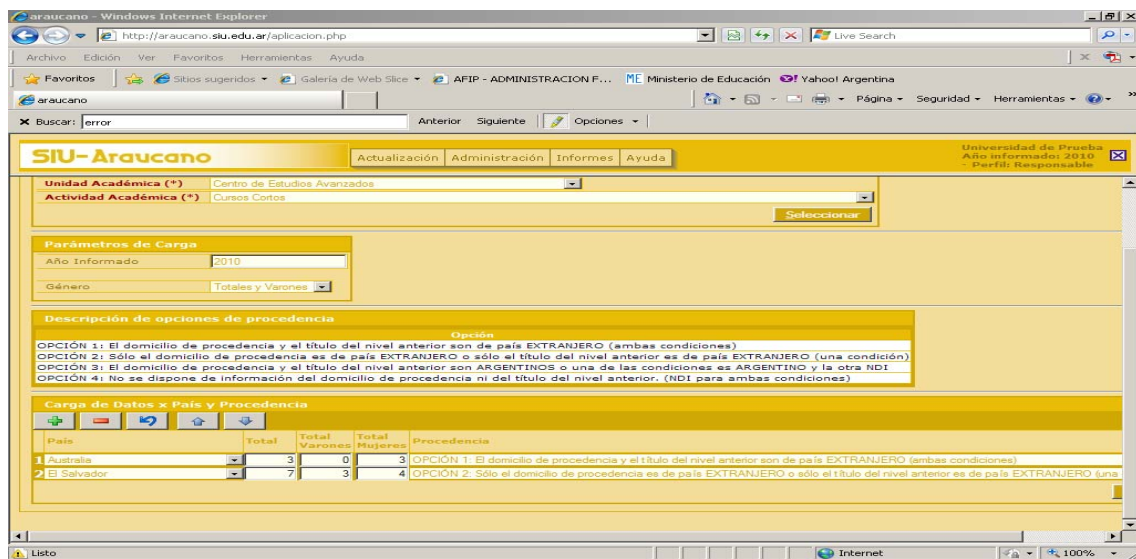 araucano - Windows Internet Explorer
http://araucano.siu.edu.ar/aplicacion.php
Live Search
Archivo Edición Ver Favoritos Herramientas Ayuda
Favoritos Sitios sugeridos Galería de Web Slice AFIP - ADMINISTRACION F... ME Ministerio de Educación Yahoo! Argentina
araucano Página Seguridad Herramientas
Buscar: error Anterior Siguiente Opciones
SIU-Araucano Actualización Administración Informes Ayuda
Universidad de Prueba
Año informado: 2010
- Perfil: Responsable
Unidad Académica (*) Centro de Estudios Avanzados
Actividad Académica (*) Cursos Cortos
Seleccionar
Parámetros de Carga
Año Informado 2010
Género Totales y Varones
Descripción de opciones de procedencia
Opción
OPCIÓN 1: El domicilio de procedencia y el título del nivel anterior son de país EXTRANJERO (ambas condiciones)
OPCIÓN 2: Sólo el domicilio de procedencia es de país EXTRANJERO o sólo el título del nivel anterior es de país EXTRANJERO (una condición)
OPCIÓN 3: El domicilio de procedencia y el título del nivel anterior son ARGENTINOS o una de las condiciones es ARGENTINO y la otra NDI
OPCIÓN 4: No se dispone de información del domicilio de procedencia ni del título del nivel anterior. (NDI para ambas condiciones)
Carga de Datos x País y Procedencia
País Total Total Varones Total Mujeres Procedencia
1 Australia 3 0 3 OPCIÓN 1: El domicilio de procedencia y el título del nivel anterior son de país EXTRANJERO (ambas condiciones)
2 El Salvador 7 3 4 OPCIÓN 2: Sólo el domicilio de procedencia es de país EXTRANJERO o sólo el título del nivel anterior es de país EXTRANJERO (una
Listo Internet 100%